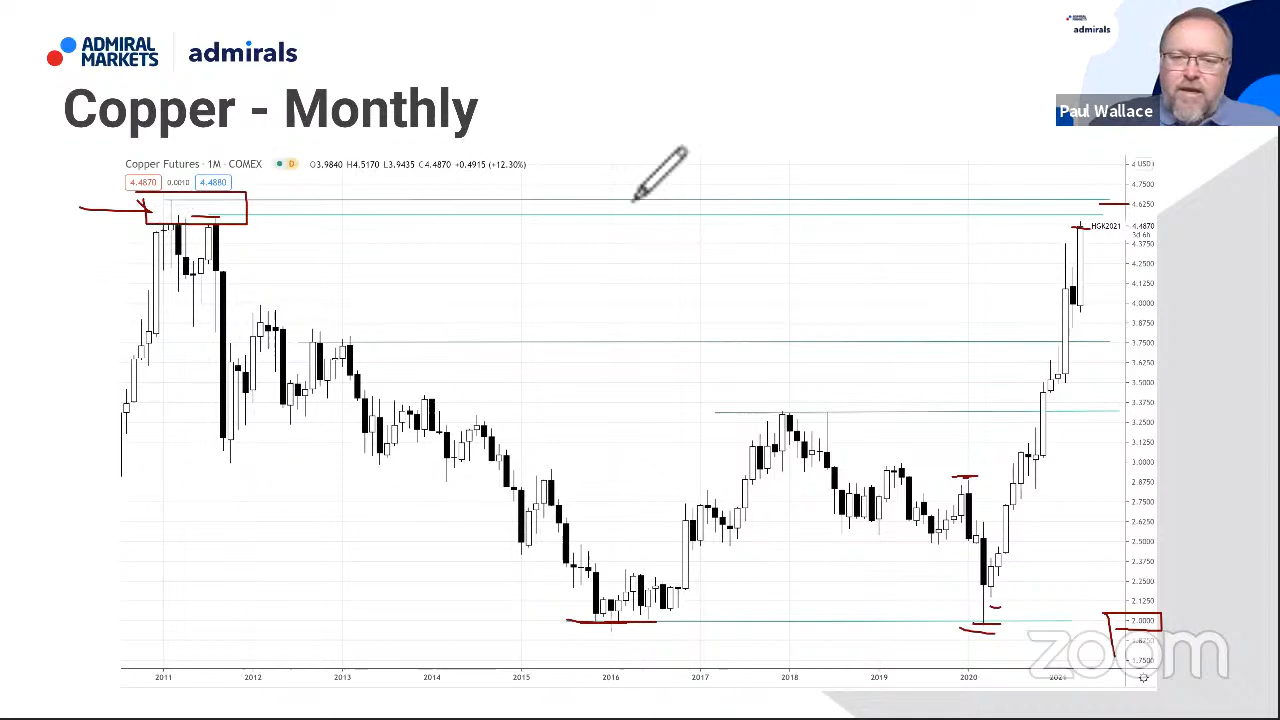 ADMIRAL MARKETS
admirals
ADMIRAL MARKETS
admirals
Paul Wallace
Copper - Monthly
Copper Futures · 1M · COMEX D O3.9840 H4.5170 L3.9435 C4.4870 +0.4915 (+12.30%)
4.4870 0.0010 4.4880
USD
4.7500
4.6250
HGK2021 4.4870
3d 6h
4.3750
4.2500
4.1250
4.0000
3.8750
3.7500
3.6250
3.5000
3.3750
3.2500
3.1250
3.0000
2.8750
2.7500
2.6250
2.5000
2.3750
2.2500
2.1250
2.0000
1.8750
1.7500
2011 2012 2013 2014 2015 2016 2017 2018 2019 2020 2021
zoom